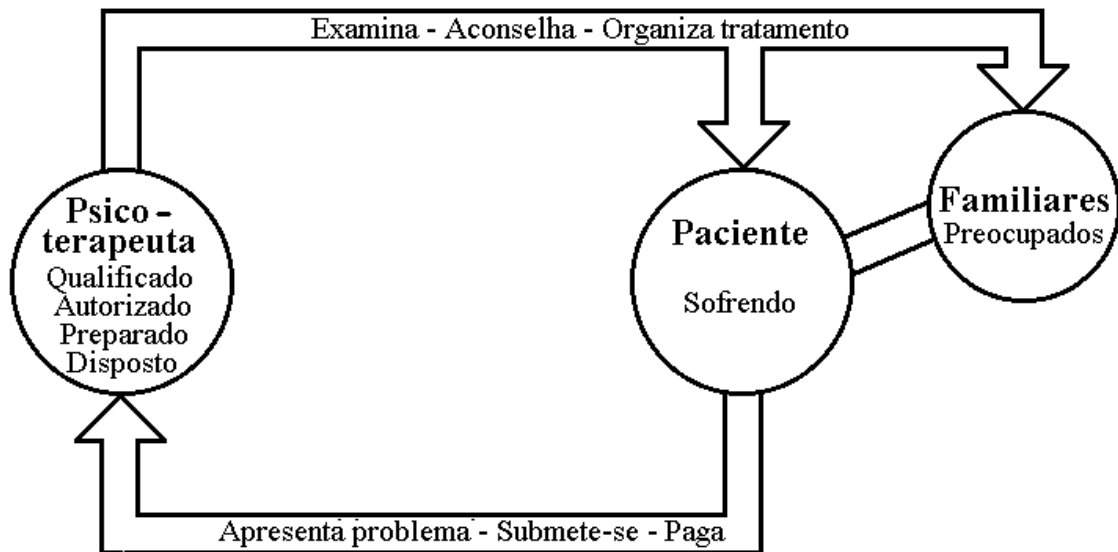 Examina - Aconselha - Organiza tratamento
Psico -
terapeuta
Qualificado
Autorizado
Preparado
Disposto
Paciente
Sofrendo
Familiares
Preocupados
Apresenta problema - Submete-se - Paga